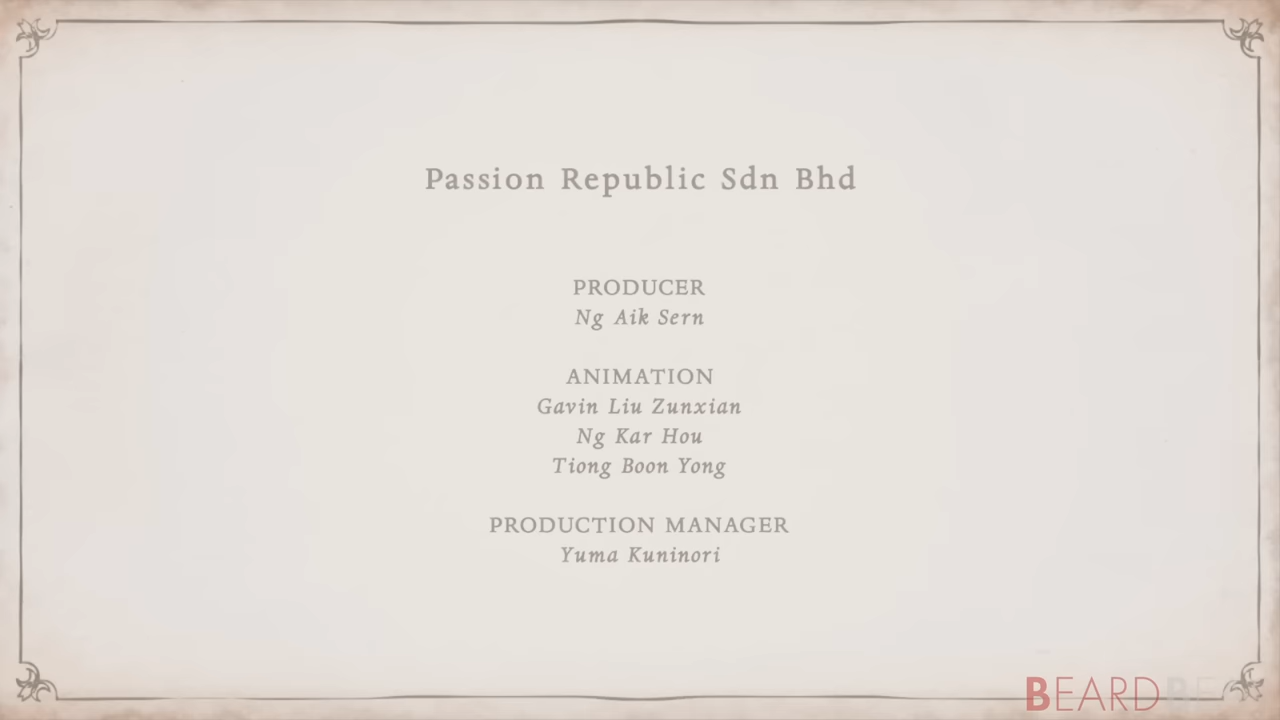 Passion Republic Sdn Bhd
PRODUCER
Ng Aik Sern
ANIMATION
Gavin Liu Zunxian
Ng Kar Hou
Tiong Boon Yong
PRODUCTION MANAGER
Yuma Kuninori
BEARD